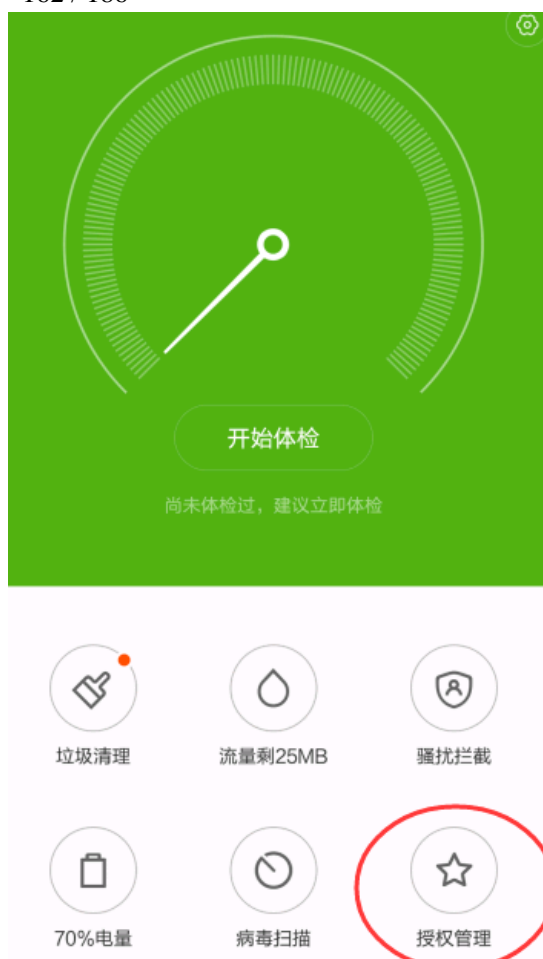 开始体检
尚未体检过，建议立即体检
垃圾清理
流量剩25MB
骚扰拦截
70%电量
病毒扫描
授权管理